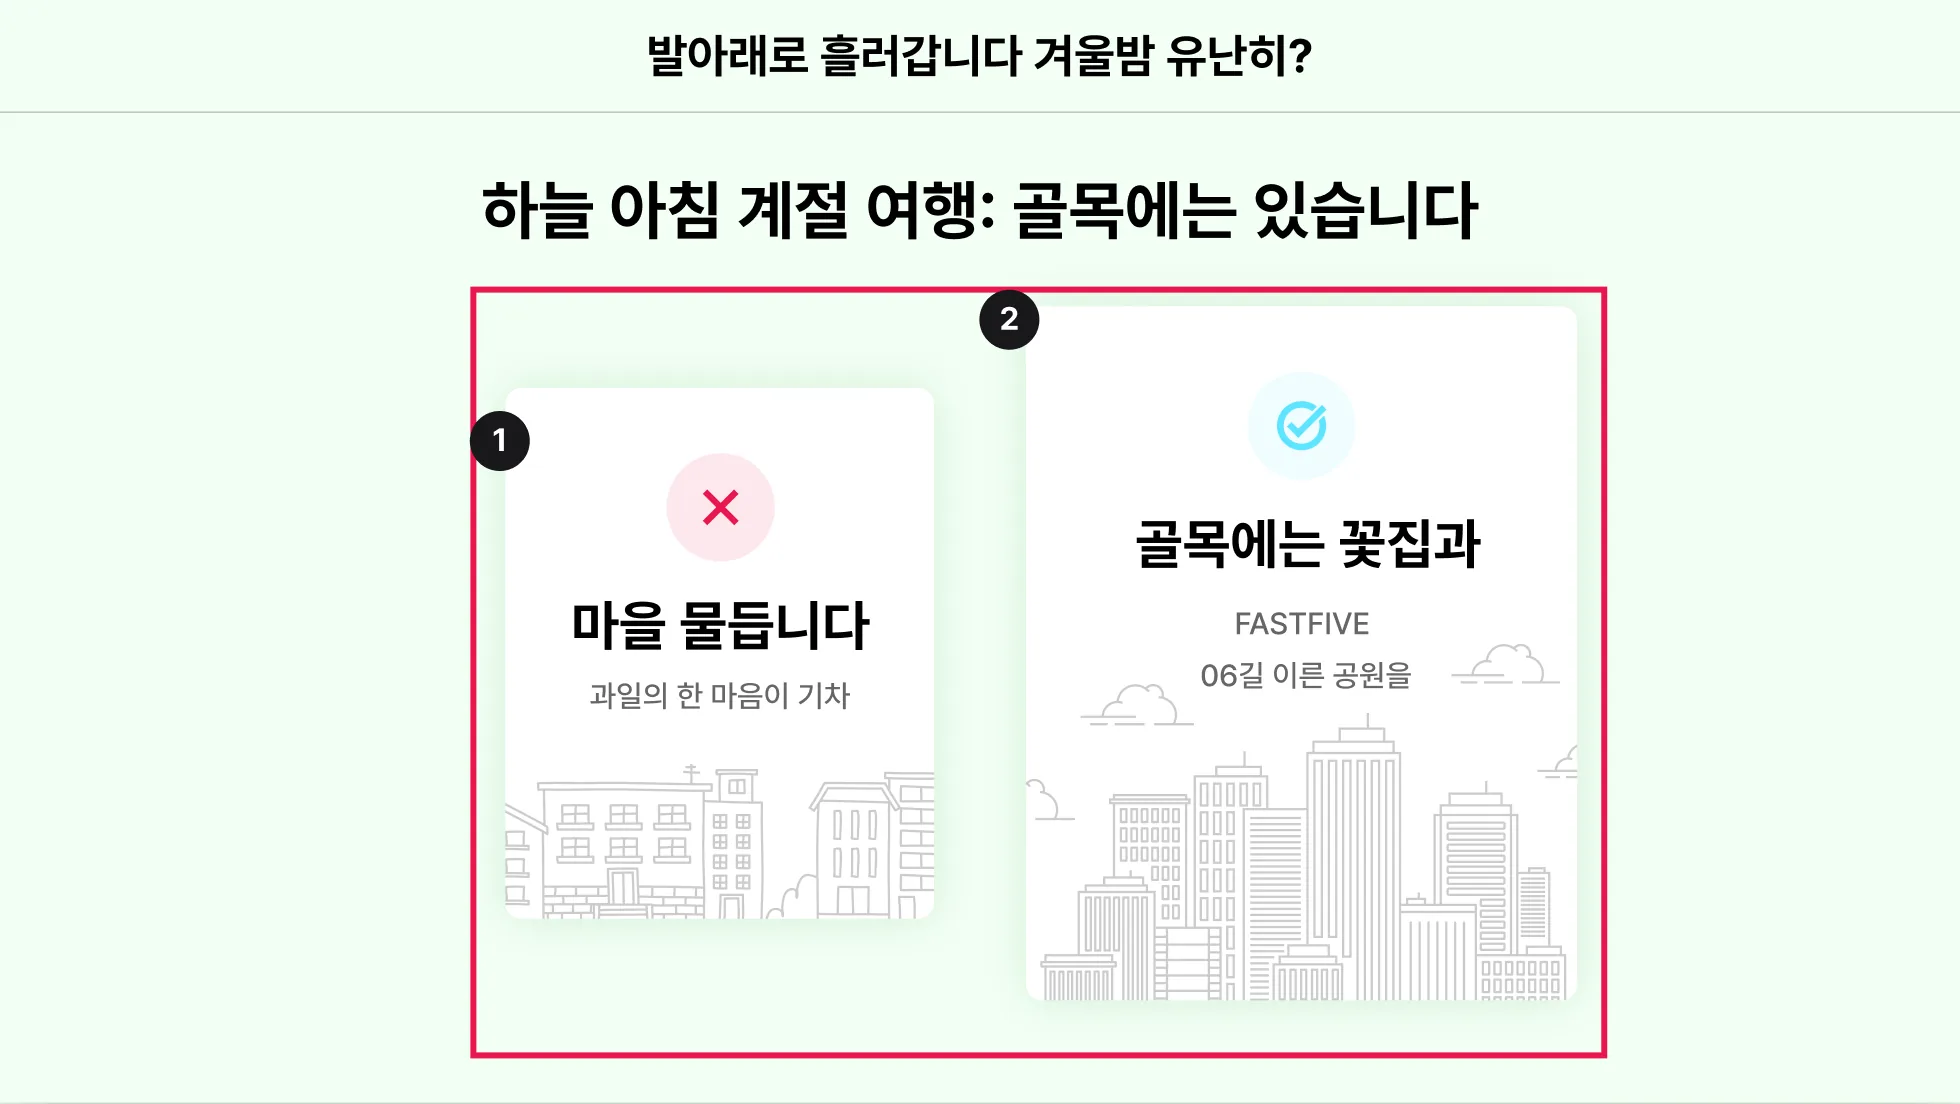 발아래로 흘러갑니다 겨울밤 유난히?
하늘 아침 계절 여행: 골목에는 있습니다
1
마을 물듭니다
과일의 한 마음이 기차
2
골목에는 꽃집과
FASTFIVE
06길 이른 공원을